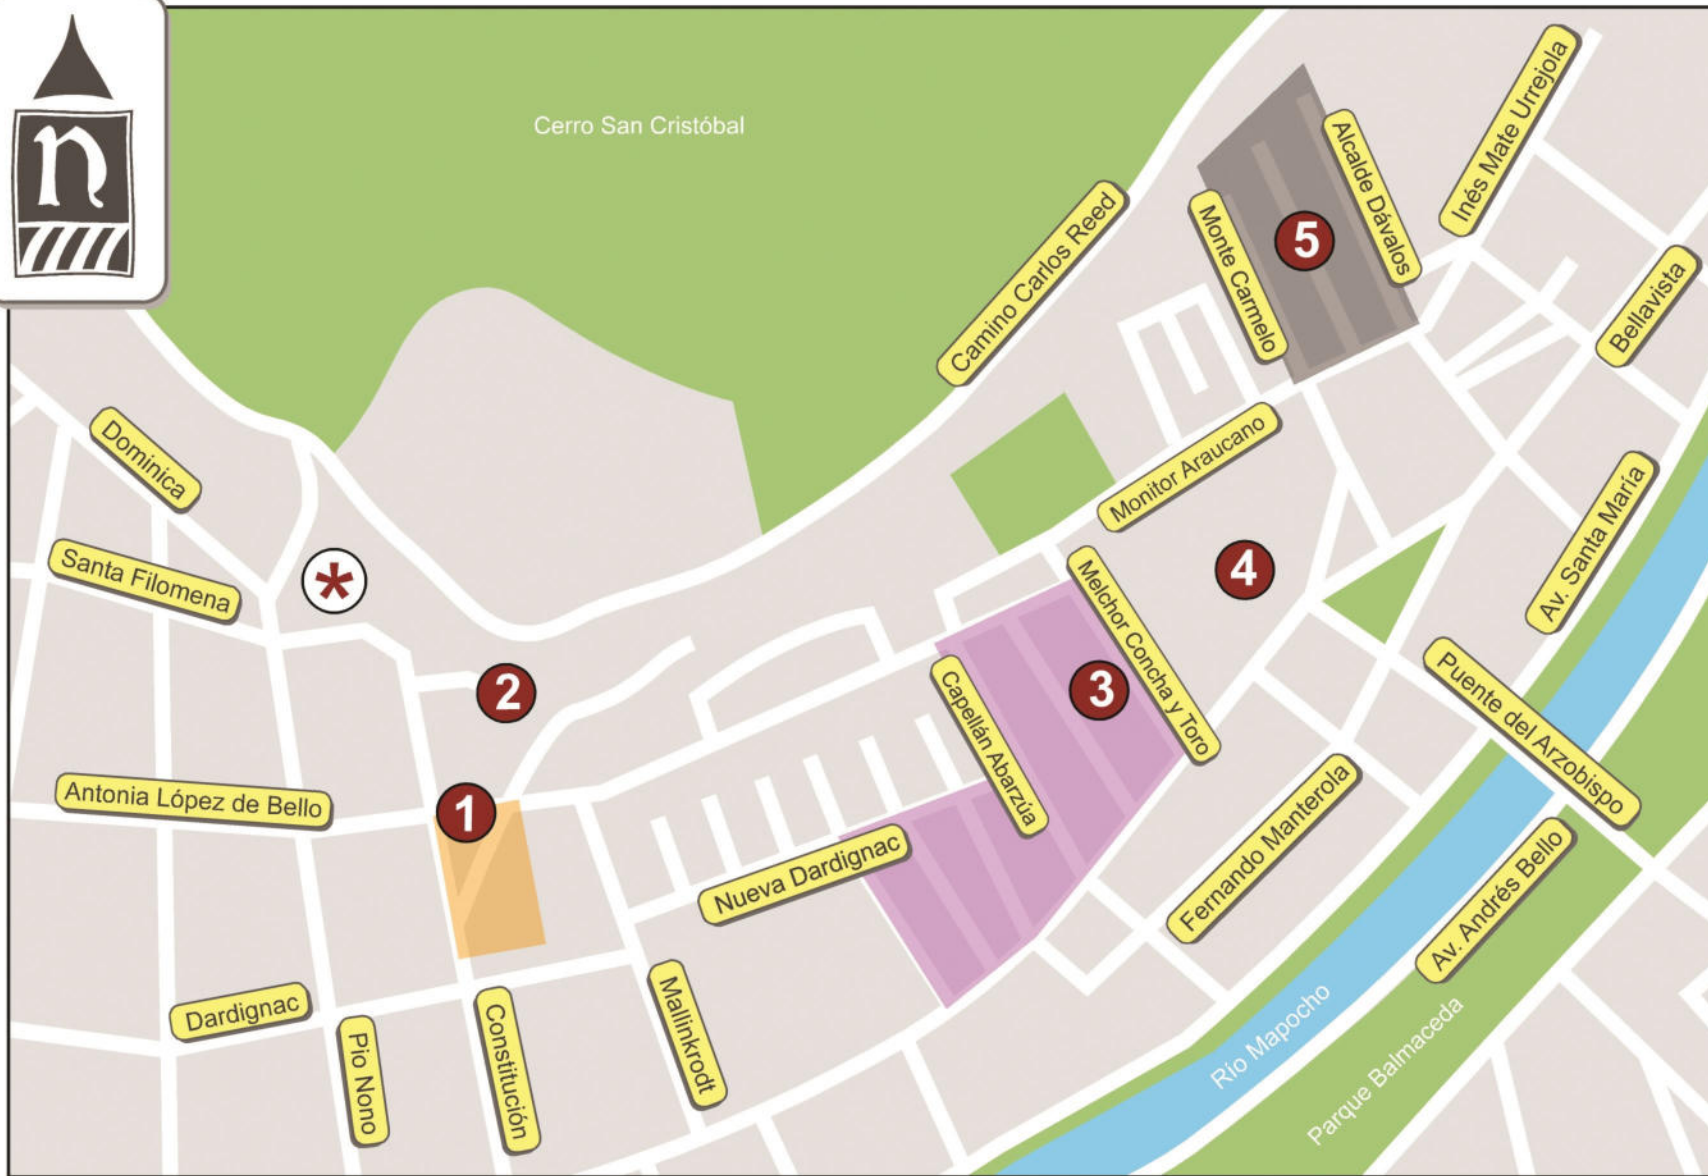 n
Cerro San Cristóbal
Inés Mate Urrejola
Alcalde Dávalos
5
Monte Carmelo
Camino Carlos Reed
Bellavista
Dominica
Monitor Araucano
Av. Santa María
Santa Filomena
*
4
Melchor Concha y Toro
2
3
Capellán Abarzúa
Puente del Arzobispo
Antonia López de Bello
1
Nueva Dardignac
Fernando Manterola
Av. Andrés Bello
Dardignac
Pio Nono
Constitución
Mallinkrodt
Río Mapocho
Parque Balmaceda